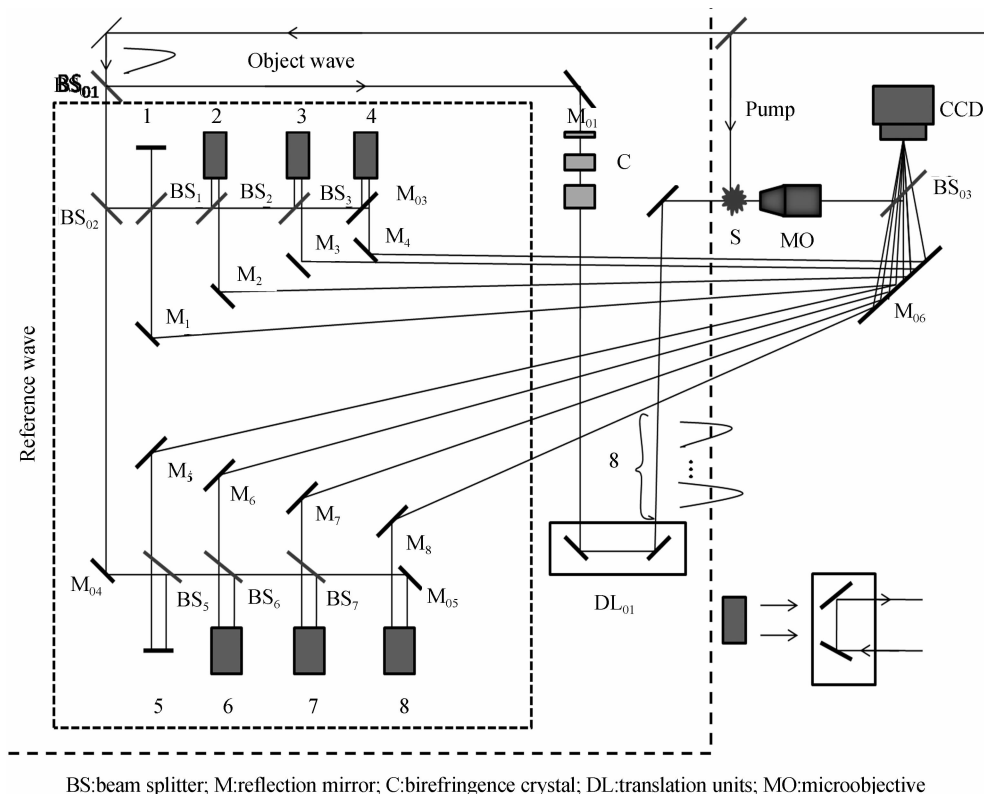 Object wave
BS₀₁
1
2
3
4
M₀₁
Pump
CCD
C
BS₁
BS₂
BS₃
M₀₃
BS₀₂
BS₀₃
S
MO
M₃
M₄
M₂
M₁
M₀₆
Reference wave
8
M₅
M₆
M₇
M₈
M₀₄
BS₅
BS₆
BS₇
M₀₅
DL₀₁
5
6
7
8
BS:beam splitter; M:reflection mirror; C:birefringence crystal; DL:translation units; MO:microobjective